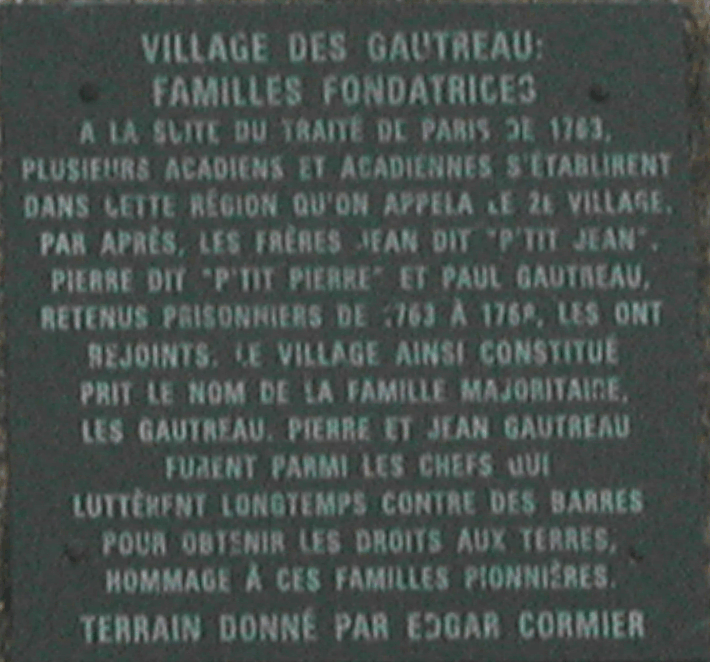 VILLAGE DES GAUTREAU:
FAMILLES FONDATRICES
A LA SUITE DU TRAITÉ DE PARIS DE 1763,
PLUSIEURS ACADIENS ET ACADIENNES S'ÉTABLIRENT
DANS CETTE RÉGION QU'ON APPELA LE 2E VILLAGE.
PAR APRÈS, LES FRÈRES JEAN DIT "P'TIT JEAN",
PIERRE DIT "P'TIT PIERRE" ET PAUL GAUTREAU,
RETENUS PRISONNIERS DE 1763 À LES ONT
REJOINTS. LE VILLAGE AINSI CONSTITUÉ
PRIT LE NOM DE LA FAMILLE MAJORITAIRE,
LES GAUTREAU. PIERRE ET JEAN GAUTREAU
FURENT PARMI LES CHEFS QUI
LUTTÈRENT LONGTEMPS CONTRE DES BARRES
POUR OBTENIR LES DROITS AUX TERRES,
HOMMAGE À CES FAMILLES PIONNIÈRES.
TERRAIN DONNÉ PAR EDGAR CORMIER